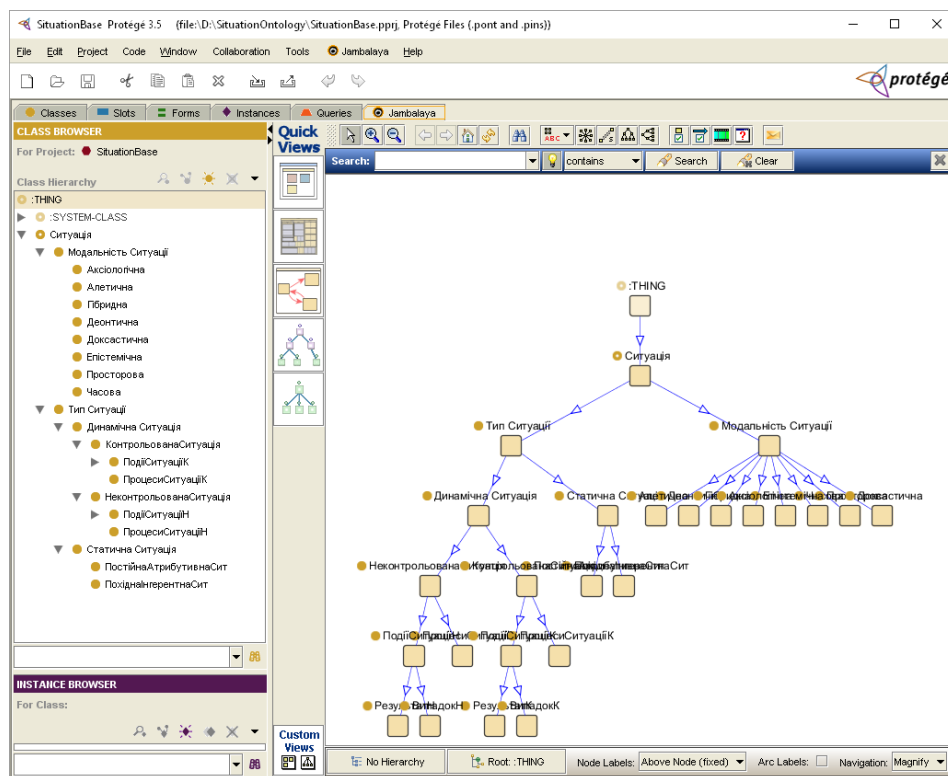 SituationBase Protégé 3.5 (file:\D:\SituationOntology\SituationBase.pprj, Protégé Files (.pont and .pins))
File Edit Project Code Window Collaboration Tools Jambalaya Help
protégé
Classes Slots Forms Instances Queries Jambalaya
CLASS BROWSER
For Project: SituationBase
Class Hierarchy
:THING
:SYSTEM-CLASS
Ситуація
Модальність Ситуації
Аксіологічна
Алетична
Гібридна
Деонтична
Доксастична
Епістемічна
Просторова
Часова
Тип Ситуації
Динамічна Ситуація
КонтрольованаСитуація
ПодіїСитуаціїК
ПроцесиСитуаціїК
НеконтрольованаСитуація
ПодіїСитуаціїН
ПроцесиСитуаціїН
Статична Ситуація
ПостійнаАтрибутивнаСит
ПохіднаІнгерентнаСит
INSTANCE BROWSER
For Class:
Quick Views
Custom Views
Search: contains Search Clear
:THING
Ситуація
Тип Ситуації Модальність Ситуації
Динамічна Ситуація Статична
No Hierarchy Root: :THING Node Labels: Above Node (fixed) Arc Labels: Navigation: Magnify